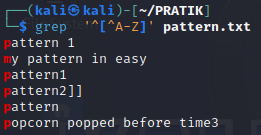 ┌──(kali㉿kali)-[~/PRATIK]
└─$ grep '^[^A-Z]' pattern.txt
pattern 1
my pattern in easy
pattern1
pattern2]]
pattern
popcorn popped before time3